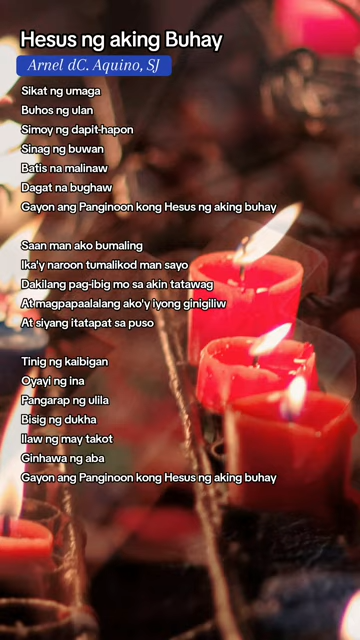 Hesus ng aking Buhay
Arnel dC. Aquino, SJ
Sikat ng umaga
Buhos ng ulan
Simoy ng dapit-hapon
Sinag ng buwan
Batis na malinaw
Dagat na bughaw
Gayon ang Panginoon kong Hesus ng aking buhay
Saan man ako bumaling
Ika'y naroon tumalikod man sayo
Dakilang pag-ibig mo sa akin tatawag
At magpapaalalang ako'y iyong ginigiliw
At siyang itatapat sa puso
Tinig ng kaibigan
Oyayi ng ina
Pangarap ng ulila
Bisig ng dukha
Ilaw ng may takot
Ginhawa ng aba
Gayon ang Panginoon kong Hesus ng aking buhay